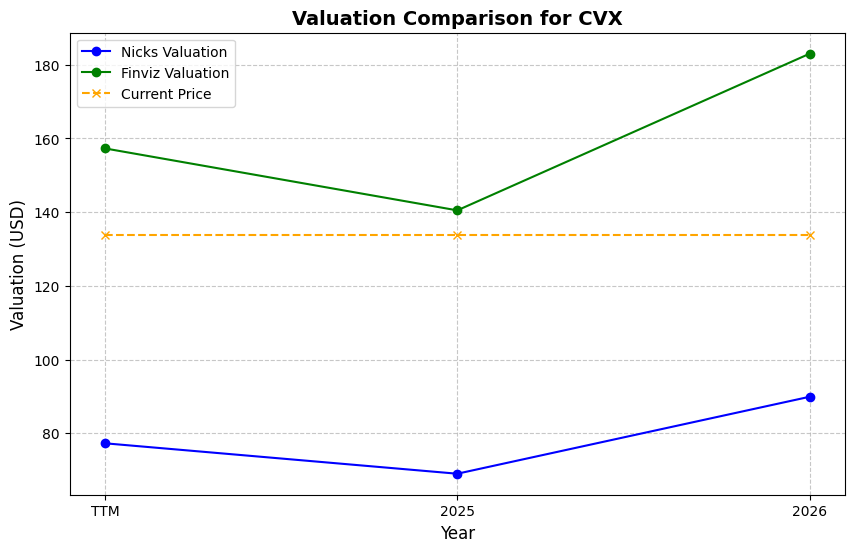 Valuation Comparison for CVX
Nicks Valuation
Finviz Valuation
Current Price
Valuation (USD)
180
160
140
120
100
80
TTM
2025
2026
Year